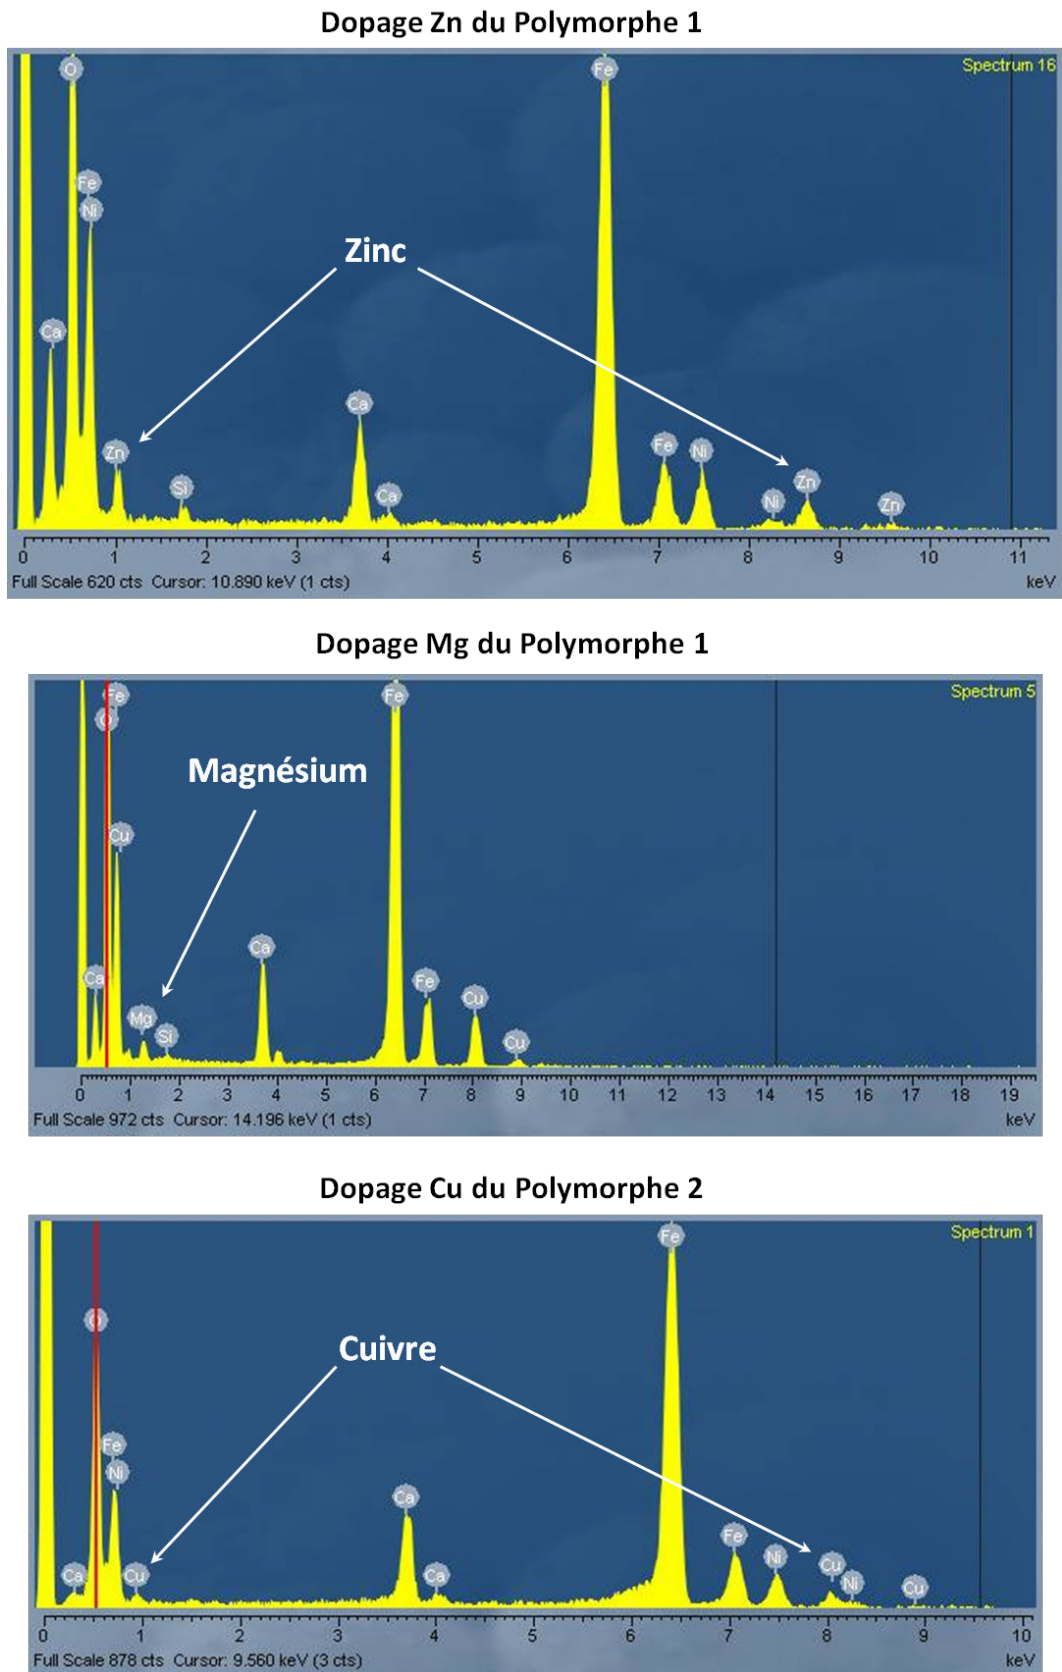 Dopage Zn du Polymorphe 1
Spectrum 16
O
Fe
Fe
Ni
Zinc
Ca
Ca
Fe
Ni
Zn
Zn
Si
Ca
Ni
Zn
0 1 2 3 4 5 6 7 8 9 10 11
Full Scale 620 cts Cursor: 10.890 keV (1 cts)
keV
Dopage Mg du Polymorphe 1
Spectrum 5
Fe
Fe
O
Magnésium
Cu
Ca
Ca
Fe
Cu
Mg
Si
Cu
0 1 2 3 4 5 6 7 8 9 10 11 12 13 14 15 16 17 18 19
Full Scale 972 cts Cursor: 14.196 keV (1 cts)
keV
Dopage Cu du Polymorphe 2
Spectrum 1
Fe
O
Cuivre
Fe
Ni
Ca
Fe
Ni
Cu
Ca
Cu
Ca
Ni
Cu
0 1 2 3 4 5 6 7 8 9 10
Full Scale 878 cts Cursor: 9.560 keV (3 cts)
keV